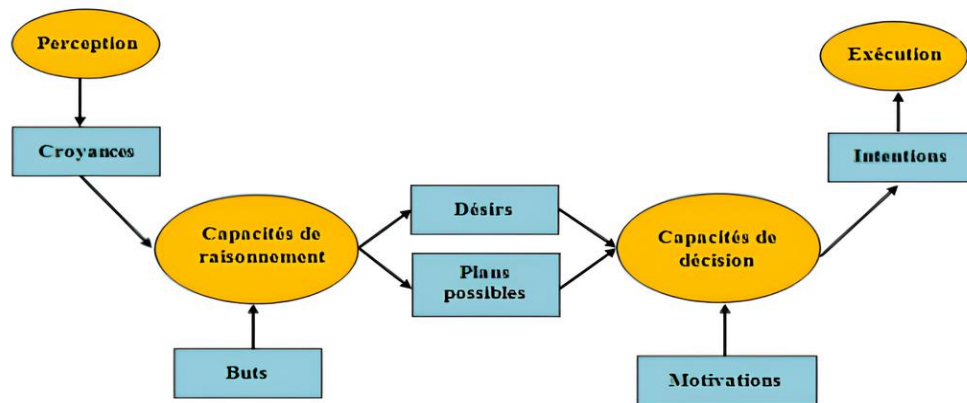 Perception
Exécution
Croyances
Intentions
Capacités de
raisonnement
Désirs
Plans
possibles
Capacités de
décision
Buts
Motivations